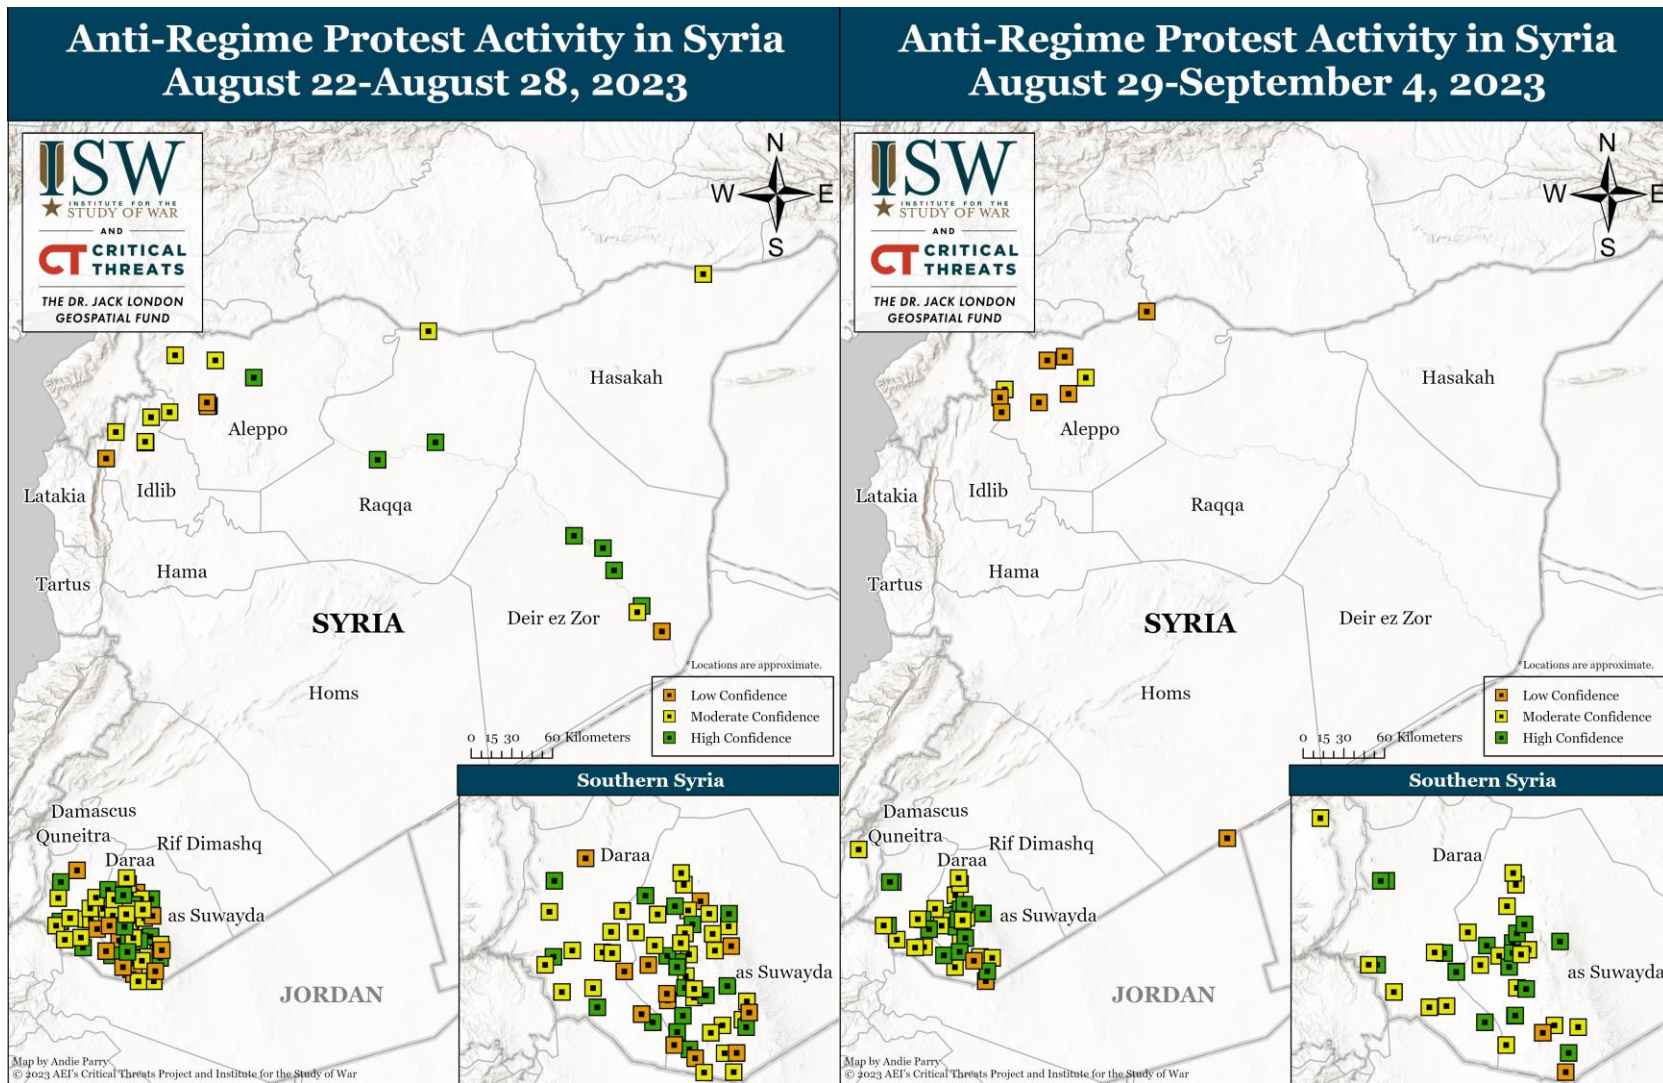 Anti-Regime Protest Activity in Syria
August 22-August 28, 2023
ISW
INSTITUTE FOR THE
STUDY OF WAR
AND
CT CRITICAL
THREATS
THE DR. JACK LONDON
GEOSPATIAL FUND
N
W E
S
Hasakah
Aleppo
Latakia
Idlib
Raqqa
Tartus
Hama
SYRIA
Deir ez Zor
*Locations are approximate.
Homs
Low Confidence
Moderate Confidence
High Confidence
0 15 30 60 Kilometers
Damascus
Quneitra
Rif Dimashq
Daraa
as Suwayda
JORDAN
Southern Syria
Daraa
as Suwayda
Map by Andie Parry
© 2023 AEI's Critical Threats Project and Institute for the Study of War
Anti-Regime Protest Activity in Syria
August 29-September 4, 2023
ISW
INSTITUTE FOR THE
STUDY OF WAR
AND
CT CRITICAL
THREATS
THE DR. JACK LONDON
GEOSPATIAL FUND
N
W E
S
Hasakah
Aleppo
Latakia
Idlib
Raqqa
Tartus
Hama
SYRIA
Deir ez Zor
*Locations are approximate.
Homs
Low Confidence
Moderate Confidence
High Confidence
0 15 30 60 Kilometers
Damascus
Quneitra
Rif Dimashq
Daraa
as Suwayda
JORDAN
Southern Syria
Daraa
as Suwayda
Map by Andie Parry
© 2023 AEI's Critical Threats Project and Institute for the Study of War